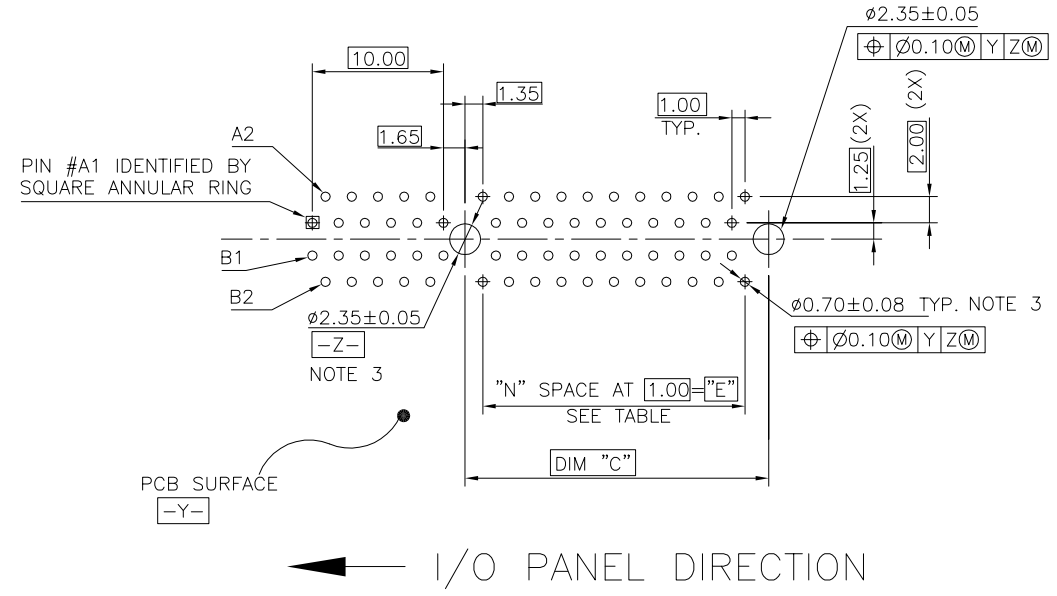 ø2.35±0.05
⌖ Ø0.10Ⓜ Y ZⓂ
10.00
1.35
1.00
TYP.
1.65
1.25 (2X)
2.00 (2X)
A2
PIN #A1 IDENTIFIED BY
SQUARE ANNULAR RING
B1
B2
ø2.35±0.05
-Z-
NOTE 3
ø0.70±0.08 TYP. NOTE 3
⌖ Ø0.10Ⓜ Y ZⓂ
"N" SPACE AT 1.00="E"
SEE TABLE
DIM "C"
PCB SURFACE
-Y-
I/O PANEL DIRECTION